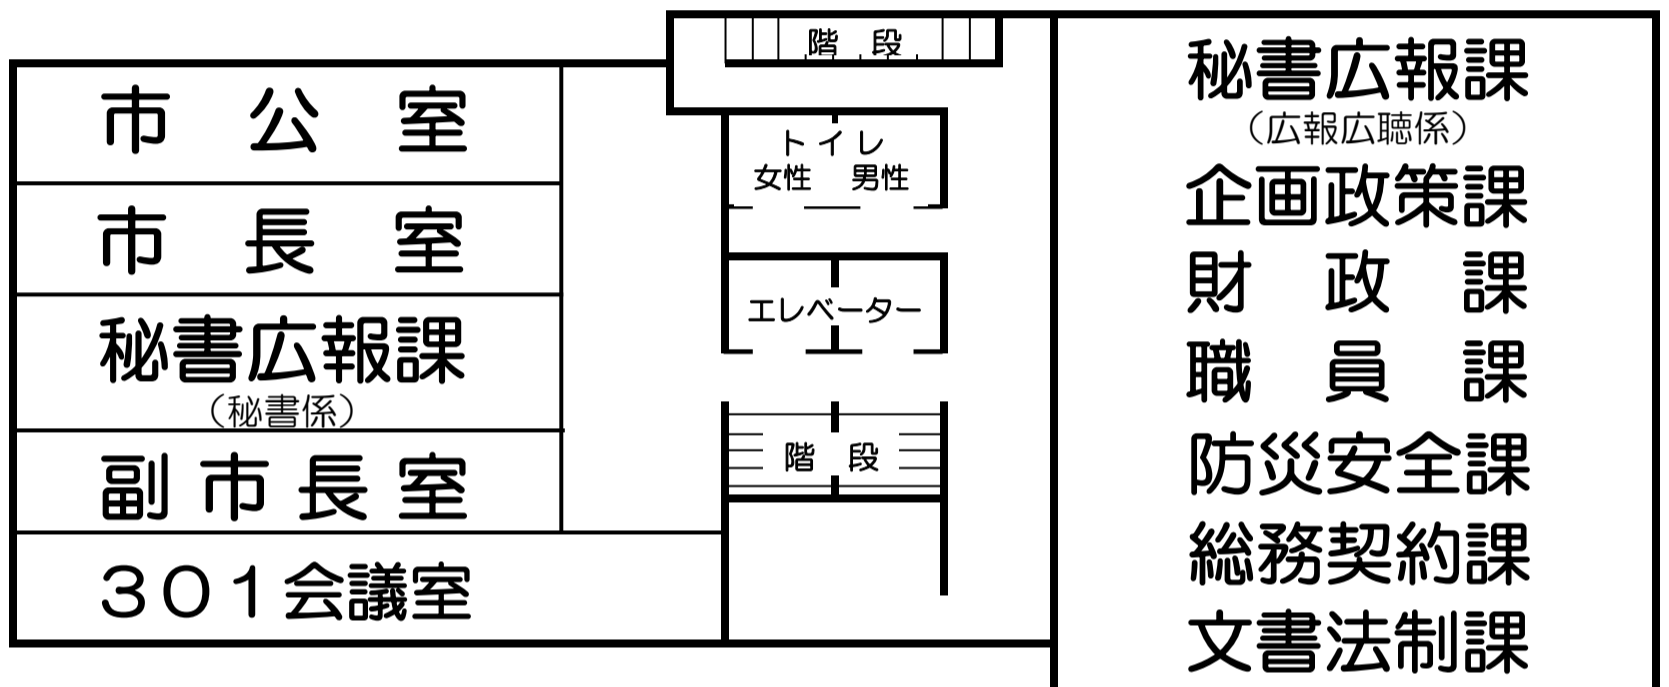 市公室
市長室
秘書広報課
（秘書係）
副市長室
３０１会議室
階段
トイレ
女性 男性
エレベーター
階段
秘書広報課
（広報広聴係）
企画政策課
財政課
職員課
防災安全課
総務契約課
文書法制課